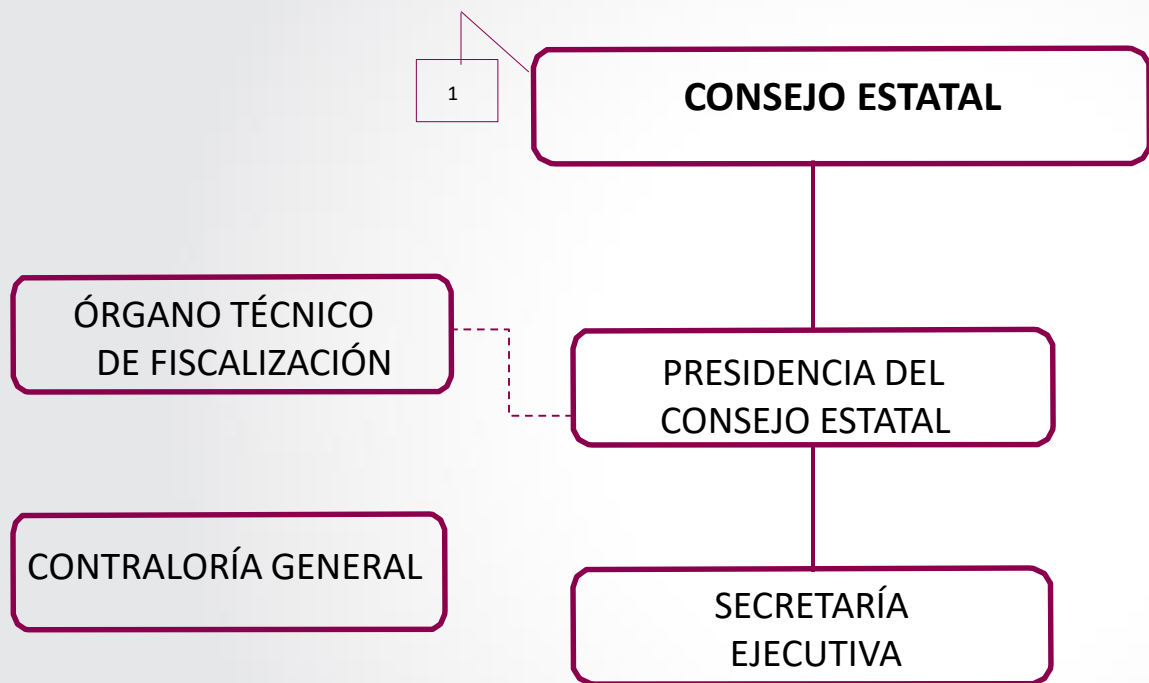 1
CONSEJO ESTATAL
ÓRGANO TÉCNICO
DE FISCALIZACIÓN
PRESIDENCIA DEL
CONSEJO ESTATAL
CONTRALORÍA GENERAL
SECRETARÍA
EJECUTIVA